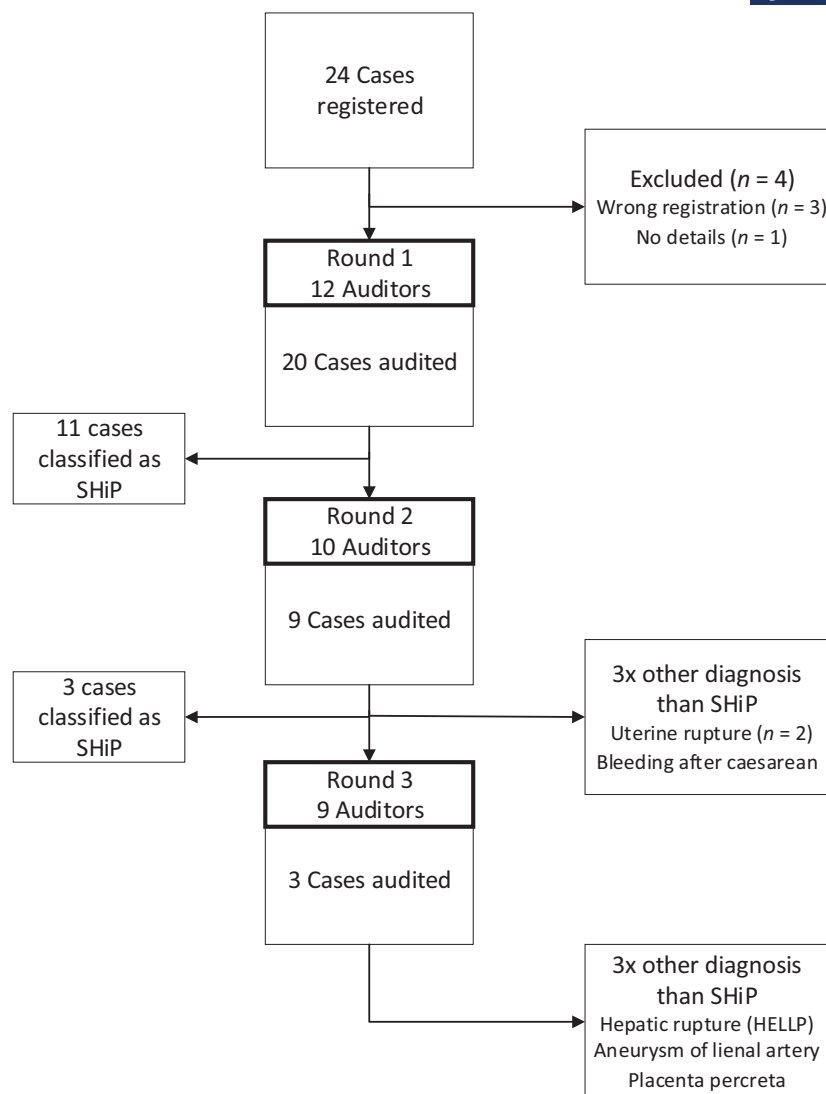 24 Cases
registered
Excluded (n = 4)
Wrong registration (n = 3)
No details (n = 1)
Round 1
12 Auditors
20 Cases audited
11 cases
classified as
SHiP
Round 2
10 Auditors
9 Cases audited
3 cases
classified as
SHiP
3x other diagnosis
than SHiP
Uterine rupture (n = 2)
Bleeding after caesarean
Round 3
9 Auditors
3 Cases audited
3x other diagnosis
than SHiP
Hepatic rupture (HELLP)
Aneurysm of lienal artery
Placenta percreta